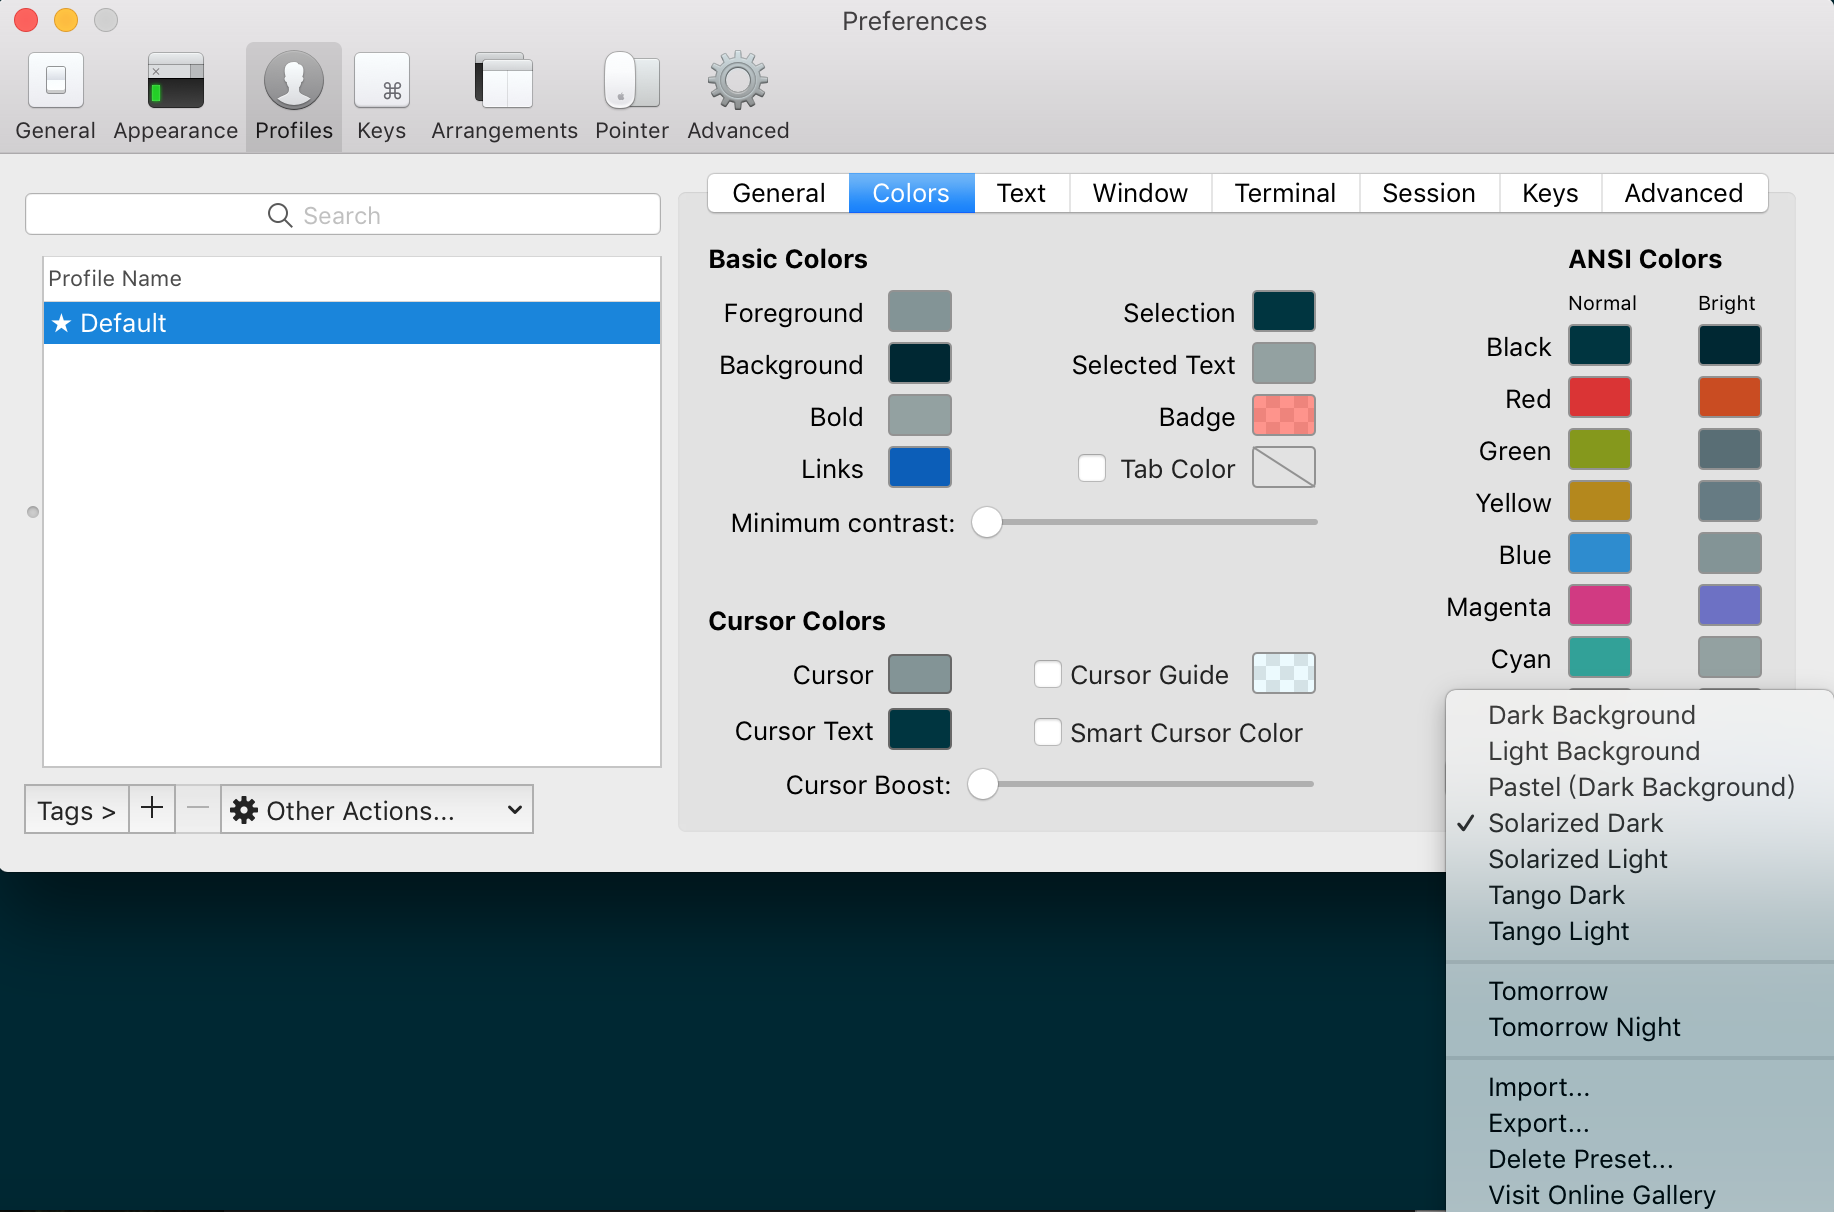 Preferences
General Appearance Profiles Keys Arrangements Pointer Advanced
Search
Profile Name
★ Default
Tags > + — Other Actions...
General Colors Text Window Terminal Session Keys Advanced
Basic Colors
Foreground
Background
Bold
Links
Selection
Selected Text
Badge
Tab Color
Minimum contrast:
Cursor Colors
Cursor
Cursor Text
Cursor Guide
Smart Cursor Color
Cursor Boost:
ANSI Colors
Normal Bright
Black
Red
Green
Yellow
Blue
Magenta
Cyan
Dark Background
Light Background
Pastel (Dark Background)
✓ Solarized Dark
Solarized Light
Tango Dark
Tango Light
Tomorrow
Tomorrow Night
Import...
Export...
Delete Preset...
Visit Online Gallery